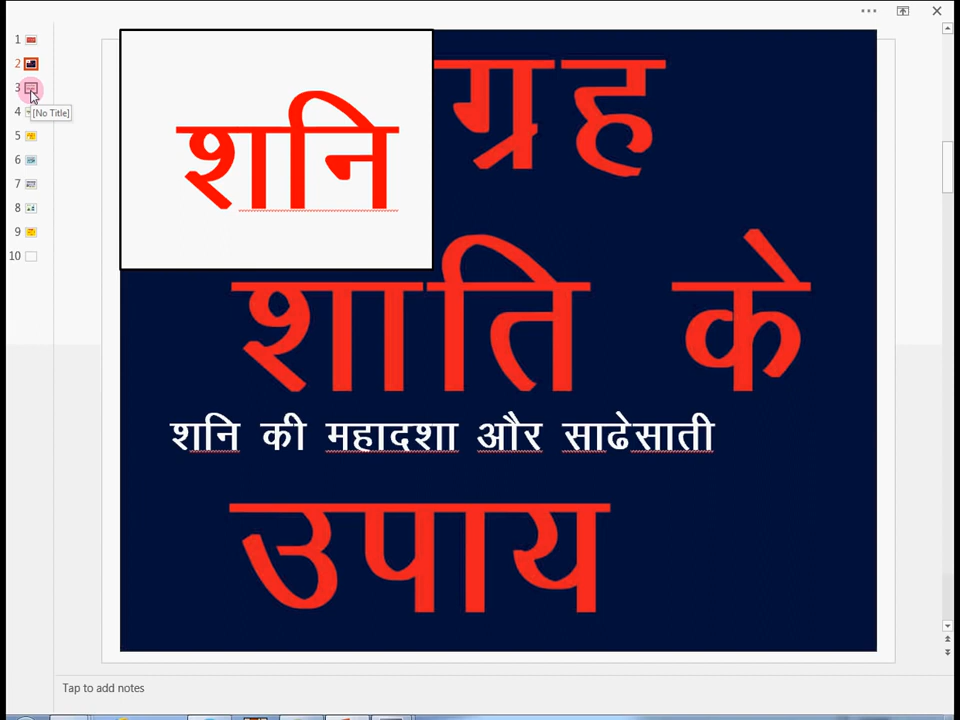 1
2
3
[No Title]
4
5
6
7
8
9
10
शनि ग्रह
शाति के
शनि की महादशा और साढेसाती
उपाय
Tap to add notes